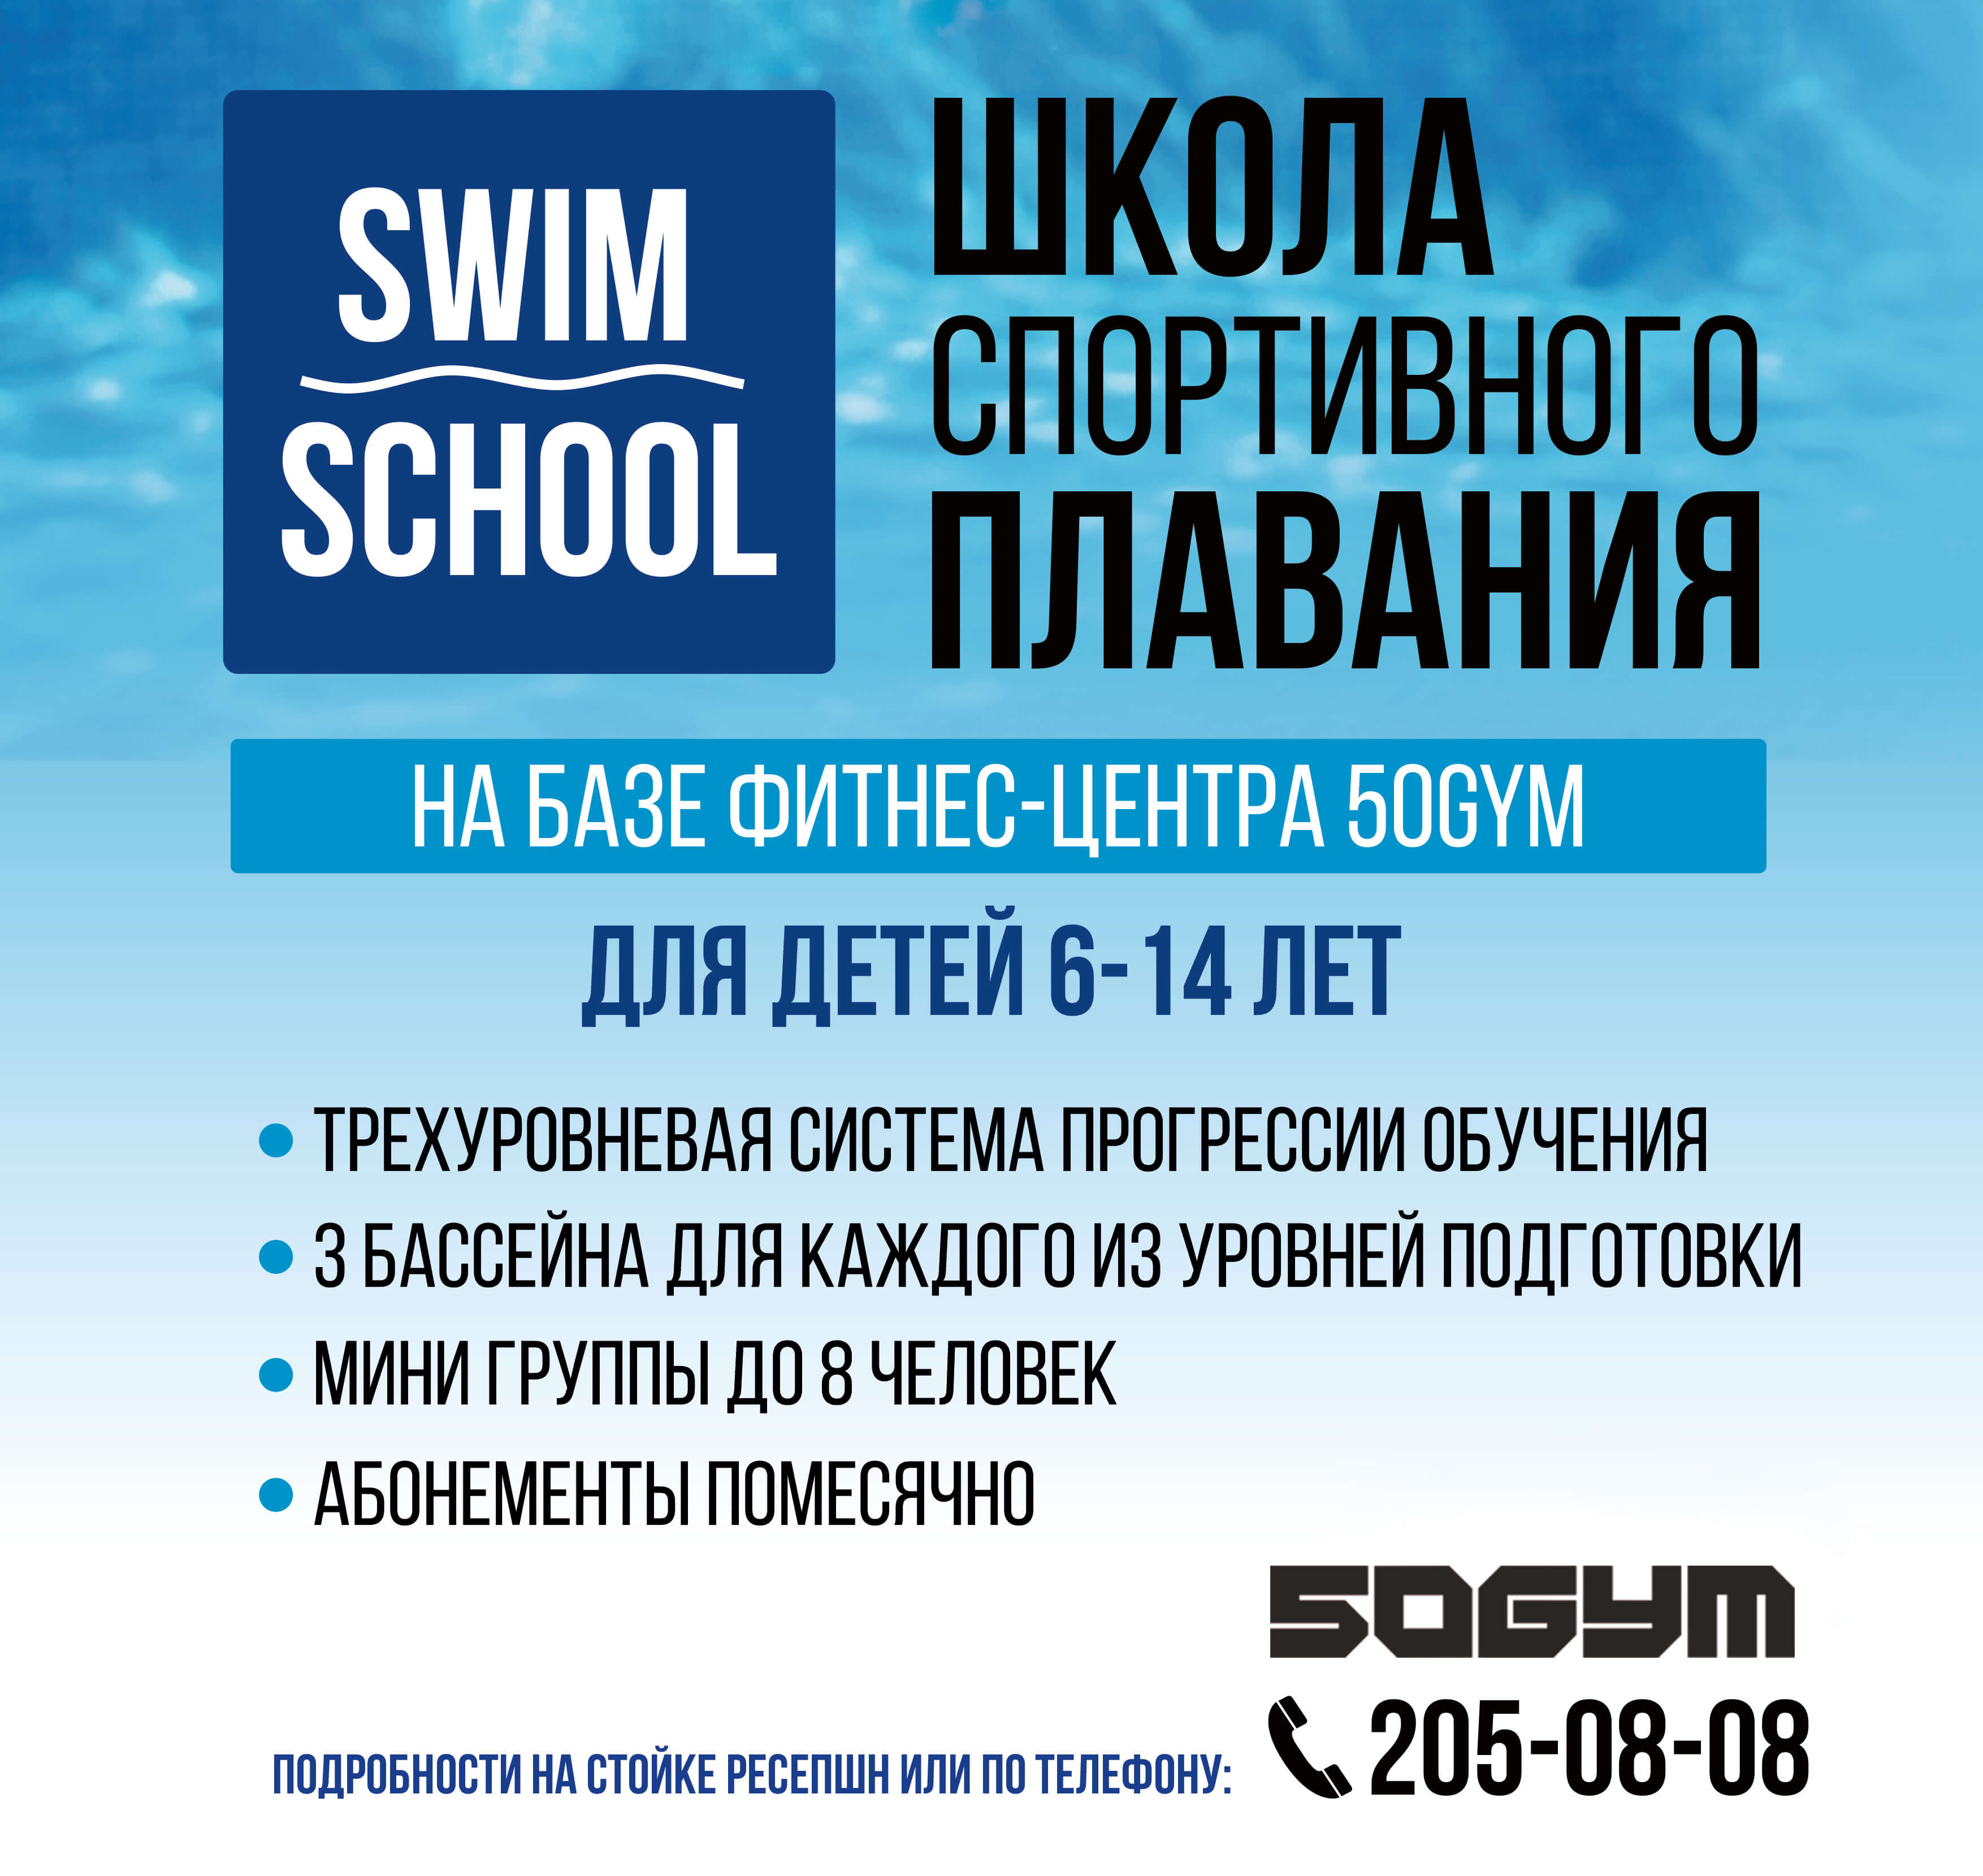 SWIM
SCHOOL
ШКОЛА
СПОРТИВНОГО
ПЛАВАНИЯ
НА БАЗЕ ФИТНЕС-ЦЕНТРА 50GYM
ДЛЯ ДЕТЕЙ 6-14 ЛЕТ
• ТРЕХУРОВНЕВАЯ СИСТЕМА ПРОГРЕССИИ ОБУЧЕНИЯ
• 3 БАССЕЙНА ДЛЯ КАЖДОГО ИЗ УРОВНЕЙ ПОДГОТОВКИ
• МИНИ ГРУППЫ ДО 8 ЧЕЛОВЕК
• АБОНЕМЕНТЫ ПОМЕСЯЧНО
50GYM
ПОДРОБНОСТИ НА СТОЙКЕ РЕСЕПШН ИЛИ ПО ТЕЛЕФОНУ: 205-08-08